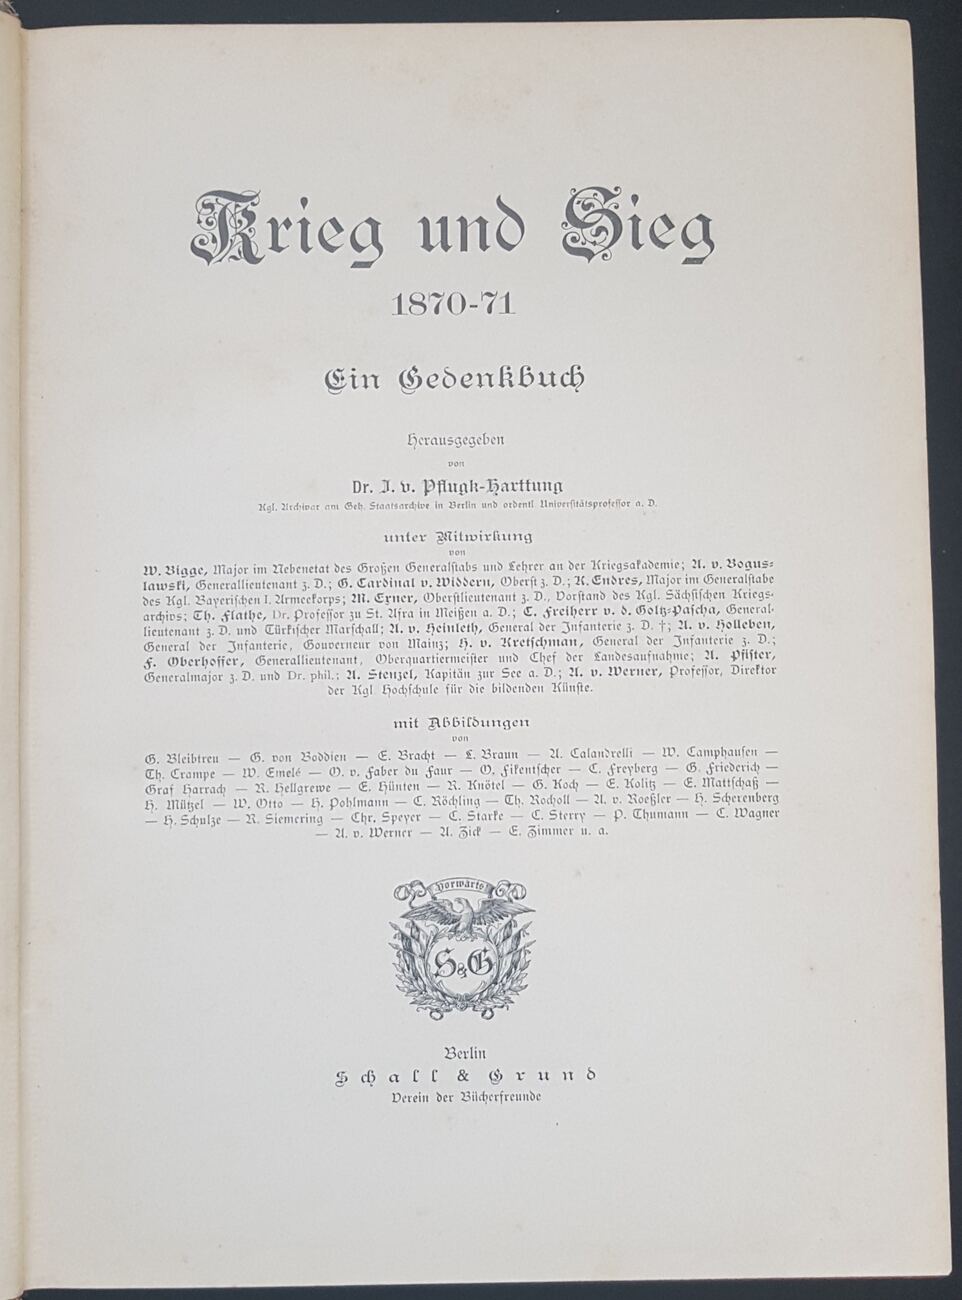 Krieg und Sieg
1870-71
Ein Gedenkbuch
Herausgegeben
von
Dr. J. v. Pflugk-Harttung
Kgl. Archivar am Geh. Staatsarchive in Berlin und ordentl Universitätsprofessor a. D.
unter Mitwirkung
von
W. Bigge, Major im Nebenetat des Großen Generalstabs und Lehrer an der Kriegsakademie; A. v. Bogus-
lawski, Generallieutenant z. D.; G. Cardinal v. Widdern, Oberst z. D.; K. Endres, Major im Generalstabe
des Kgl. Bayerischen I. Armeekorps; M. Exner, Oberstlieutenant z. D., Vorstand des Kgl. Sächsischen Kriegs-
archivs; Th. Flathe, Dr. Professor zu St. Afra in Meißen a. D.; C. Freiherr v. d. Goltz-Pascha, General-
lieutenant z. D. und Türkischer Marschall; A. v. Heinleth, General der Infanterie z. D. †; A. v. Holleben,
General der Infanterie, Gouverneur von Mainz; H. v. Kretschman, General der Infanterie z. D.;
F. Oberhoffer, Generallieutenant, Oberquartiermeister und Chef der Landesaufnahme; A. Pfister,
Generalmajor z. D. und Dr. phil.; A. Stenzel, Kapitän zur See a. D.; A. v. Werner, Professor, Direktor
der Kgl Hochschule für die bildenden Künste.
mit Abbildungen
von
G. Bleibtreu — G. von Boddien — E. Bracht — L. Braun — A. Calandrelli — W. Camphausen —
Th. Crampe — W. Emelé — O. v. Faber du Faur — O. Fikentscher — C. Freyberg — G. Friederich —
Graf Harrach — R. Hellgrewe — E. Hünten — R. Knötel — G. Koch — E. Kolitz — E. Mattschaß —
H. Mützel — W. Otto — H. Pohlmann — C. Röchling — Th. Rocholl — A. v. Roeßler — H. Scherenberg
— H. Schulze — R. Siemering — Chr. Speyer — C. Starke — C. Sterry — P. Thumann — C. Wagner
— A. v. Werner — A. Zick — E. Zimmer u. a.
Vorwärts
S&G
Berlin
Schall & Grund
Verein der Bücherfreunde